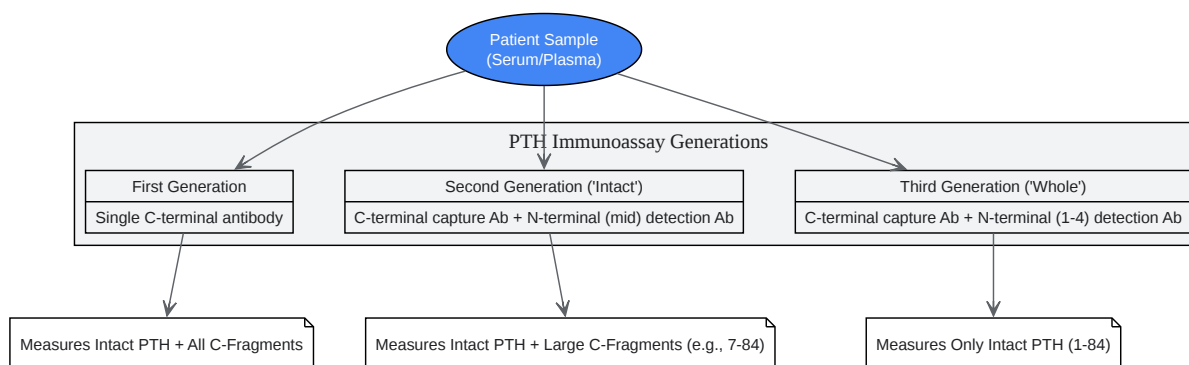 Patient Sample
(Serum/Plasma)
PTH Immunoassay Generations
First Generation
Single C-terminal antibody
Second Generation ('Intact')
C-terminal capture Ab + N-terminal (mid) detection Ab
Third Generation ('Whole')
C-terminal capture Ab + N-terminal (1-4) detection Ab
Measures Intact PTH + All C-Fragments
Measures Intact PTH + Large C-Fragments (e.g., 7-84)
Measures Only Intact PTH (1-84)